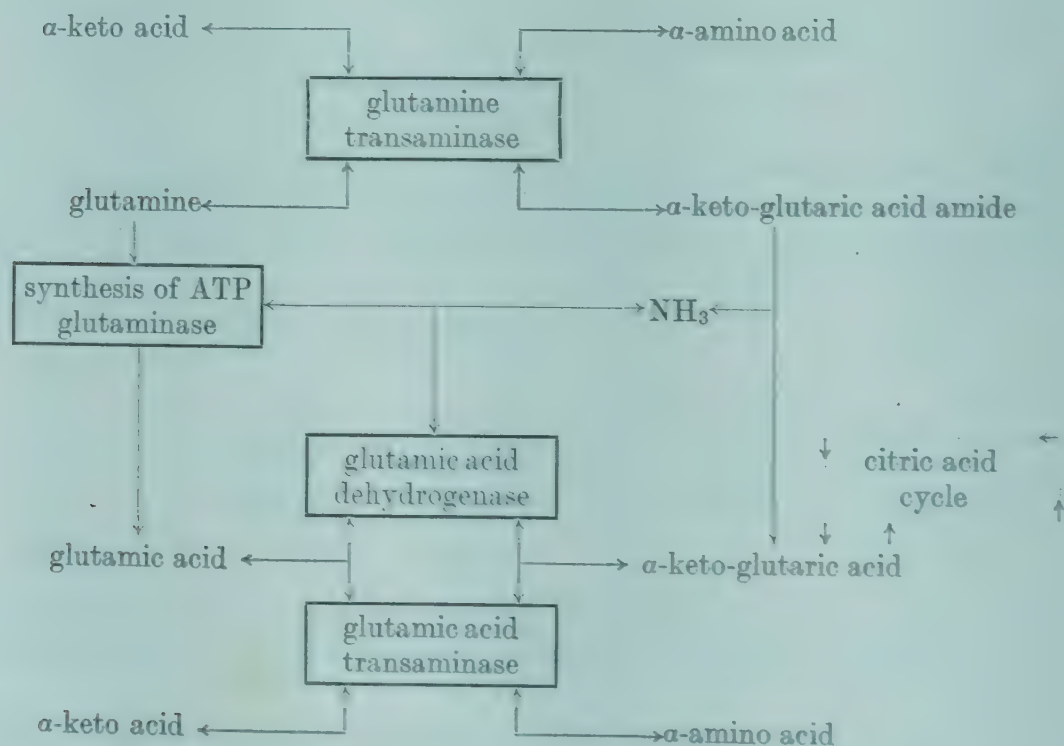 α-keto acid
α-amino acid
glutamine
transaminase
glutamine
α-keto-glutaric acid amide
synthesis of ATP
glutaminase
NH₃
glutamic acid
dehydrogenase
citric acid
cycle
glutamic acid
α-keto-glutaric acid
glutamic acid
transaminase
α-keto acid
α-amino acid